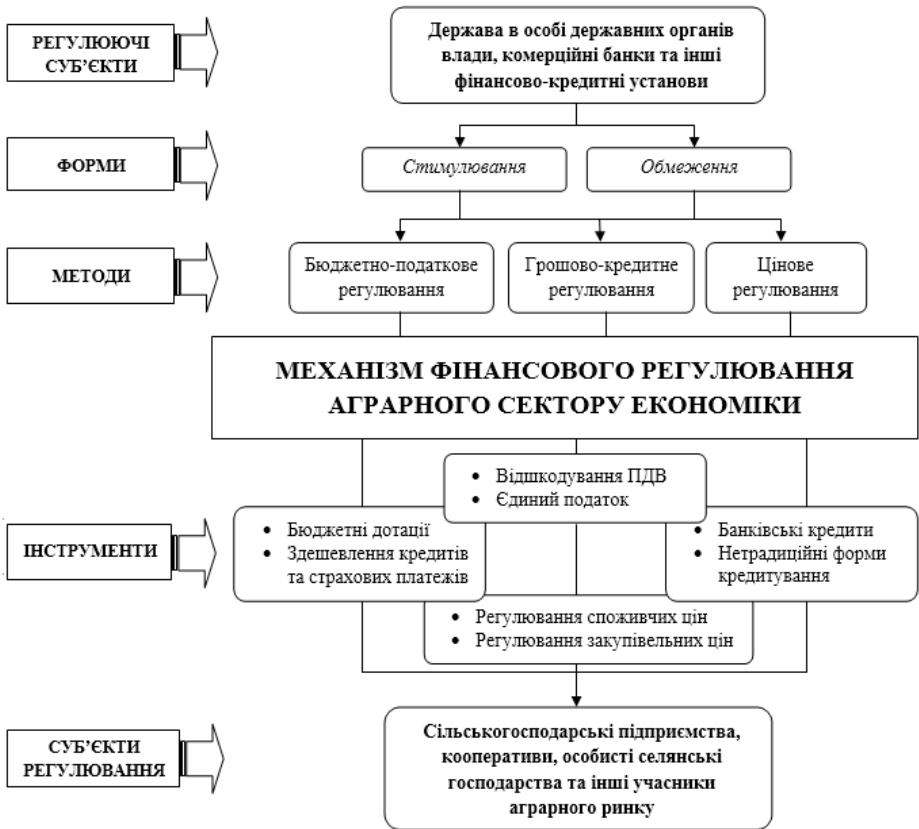 РЕГУЛЮЮЧІ
СУБ’ЄКТИ
Держава в особі державних органів
влади, комерційні банки та інші
фінансово-кредитні установи
ФОРМИ
Стимулювання
Обмеження
МЕТОДИ
Бюджетно-податкове
регулювання
Грошово-кредитне
регулювання
Цінове
регулювання
МЕХАНІЗМ ФІНАНСОВОГО РЕГУЛЮВАННЯ
АГРАРНОГО СЕКТОРУ ЕКОНОМІКИ
ІНСТРУМЕНТИ
• Відшкодування ПДВ
• Єдиний податок
• Бюджетні дотації
• Здешевлення кредитів
та страхових платежів
• Банківські кредити
• Нетрадиційні форми
кредитування
• Регулювання споживчих цін
• Регулювання закупівельних цін
СУБ’ЄКТИ
РЕГУЛЮВАННЯ
Сільськогосподарські підприємства,
кооперативи, особисті селянські
господарства та інші учасники
аграрного ринку